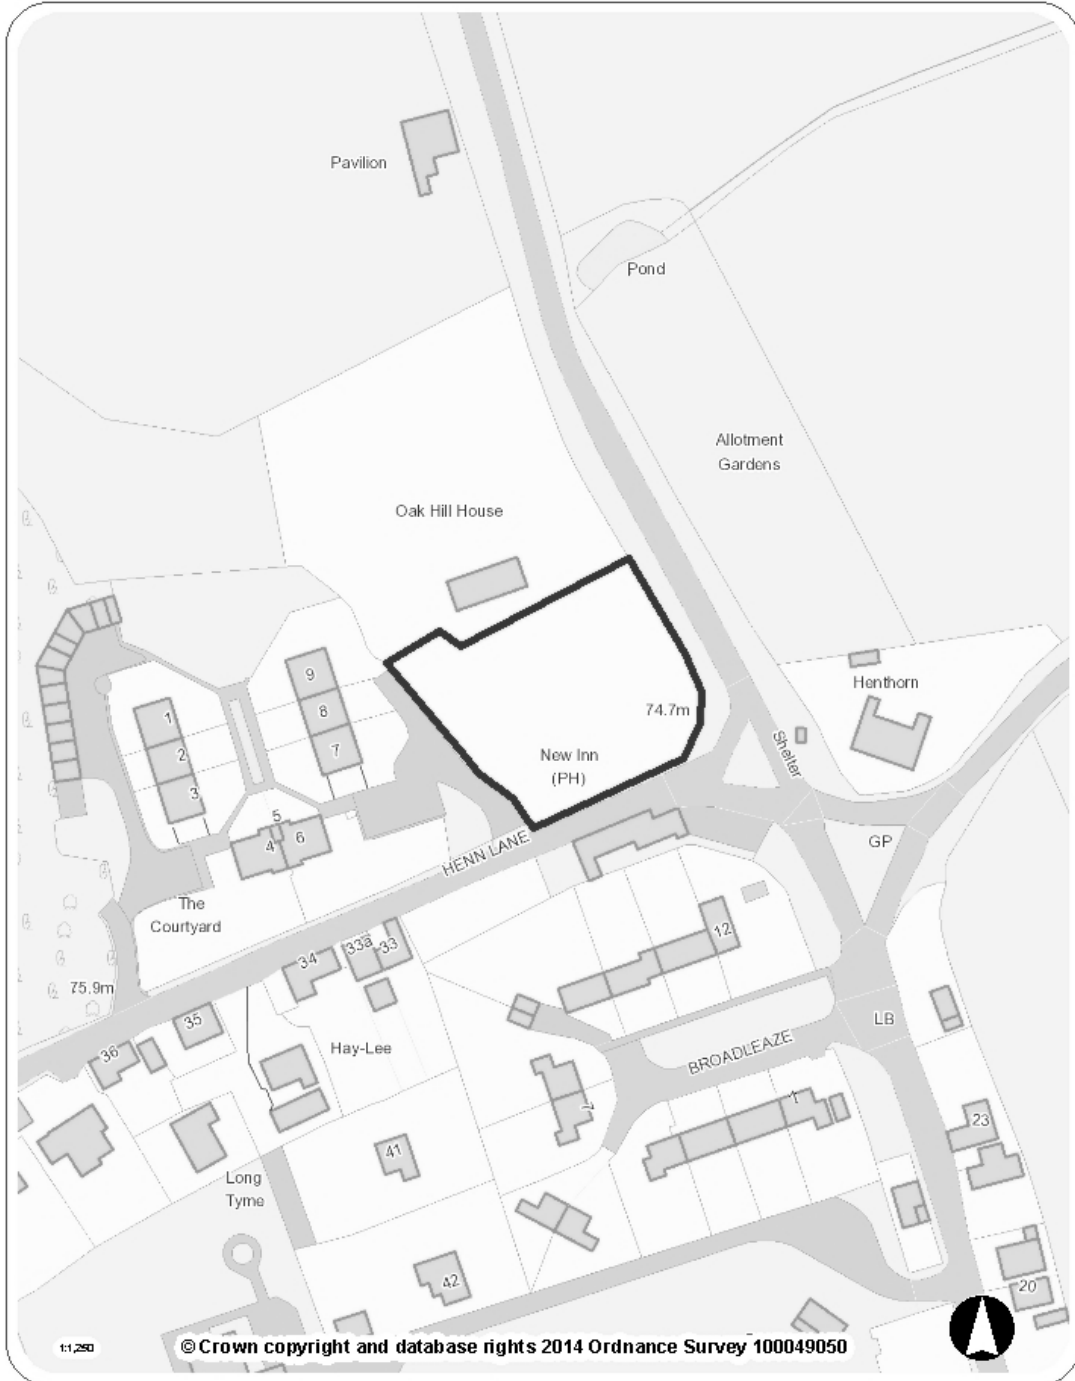 Pavilion
Pond
Allotment
Gardens
Oak Hill House
Henthorn
9
8
7
1
2
3
5
4
6
74.7m
New Inn
(PH)
Shelter
HENN LANE
GP
The
Courtyard
12
34
33a
33
75.9m
35
36
Hay-Lee
LB
BROADLEAZE
7
1
23
41
Long
Tyme
42
20
1:1,250
© Crown copyright and database rights 2014 Ordnance Survey 100049050